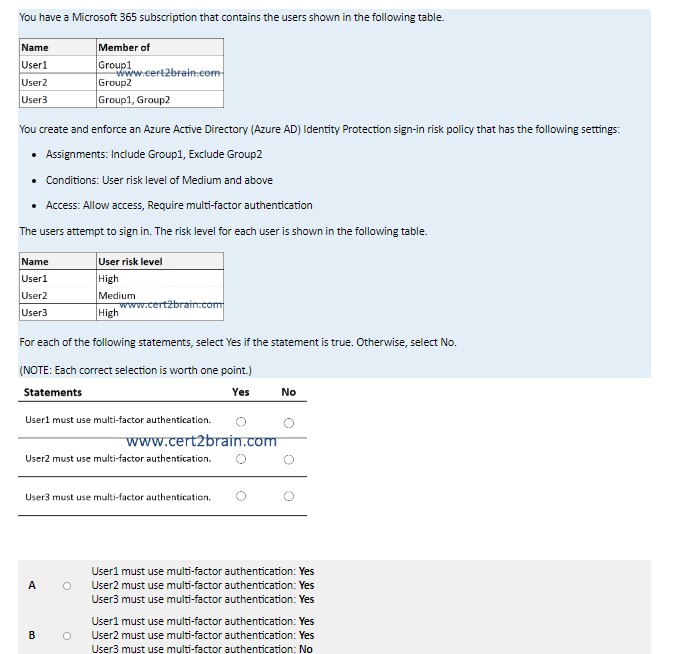 You have a Microsoft 365 subscription that contains the users shown in the following table.
Name Member of
User1 Group1
www.cert2brain.com
User2 Group2
User3 Group1, Group2
You create and enforce an Azure Active Directory (Azure AD) Identity Protection sign-in risk policy that has the following settings:
• Assignments: Include Group1, Exclude Group2
• Conditions: User risk level of Medium and above
• Access: Allow access, Require multi-factor authentication
The users attempt to sign in. The risk level for each user is shown in the following table.
Name User risk level
User1 High
User2 Medium
www.cert2brain.com
User3 High
For each of the following statements, select Yes if the statement is true. Otherwise, select No.
(NOTE: Each correct selection is worth one point.)
Statements Yes No
User1 must use multi-factor authentication.
www.cert2brain.com
User2 must use multi-factor authentication.
User3 must use multi-factor authentication.
User1 must use multi-factor authentication: Yes
A User2 must use multi-factor authentication: Yes
User3 must use multi-factor authentication: Yes
User1 must use multi-factor authentication: Yes
B User2 must use multi-factor authentication: Yes
User3 must use multi-factor authentication: No